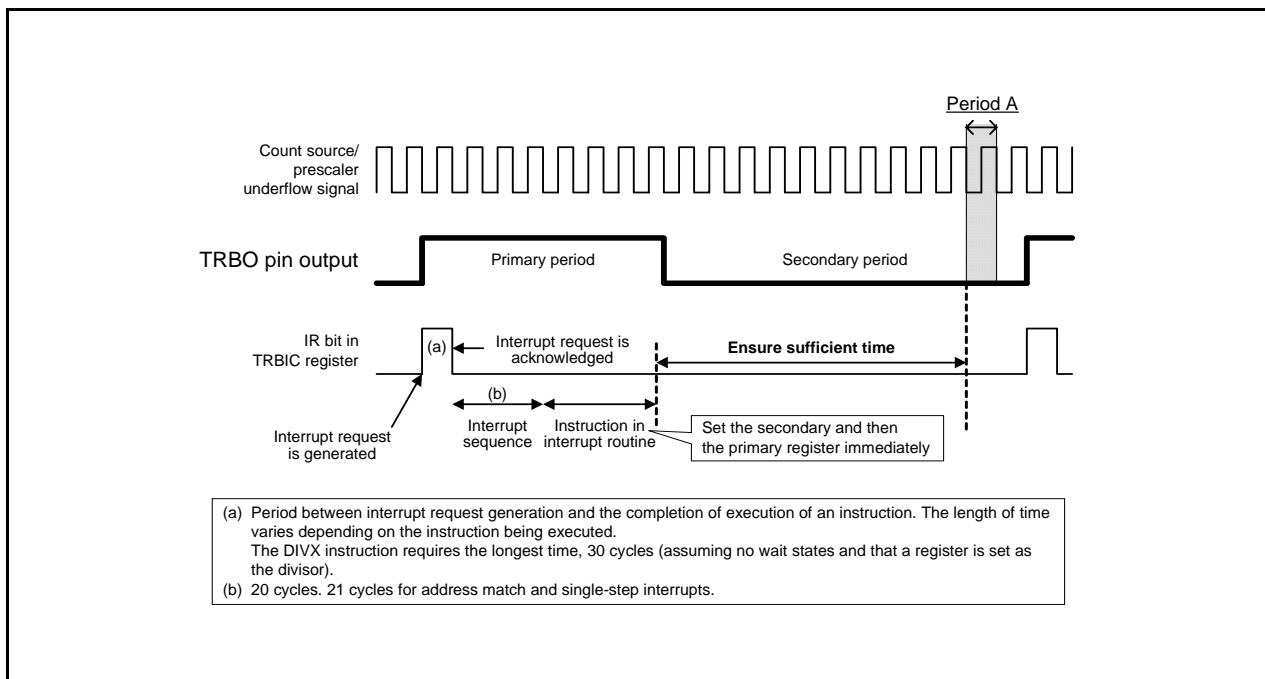 Period A
Count source/
prescaler
underflow signal
TRBO pin output
Primary period
Secondary period
IR bit in
TRBIC register
(a)
Interrupt request is
acknowledged
Ensure sufficient time
(b)
Interrupt request
is generated
Interrupt
sequence
Instruction in
interrupt routine
Set the secondary and then
the primary register immediately
(a) Period between interrupt request generation and the completion of execution of an instruction. The length of time
varies depending on the instruction being executed.
The DIVX instruction requires the longest time, 30 cycles (assuming no wait states and that a register is set as
the divisor).
(b) 20 cycles. 21 cycles for address match and single-step interrupts.